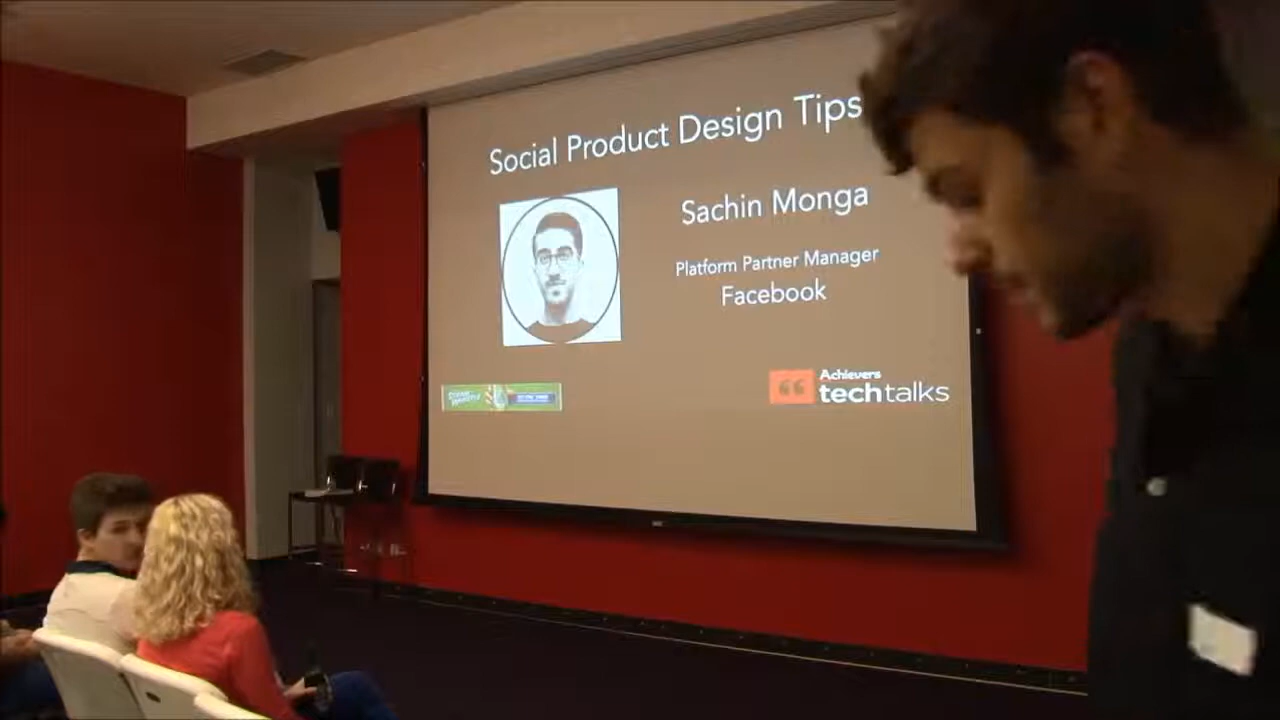 Social Product Design Tips
Sachin Monga
Platform Partner Manager
Facebook
Achievers
techtalks